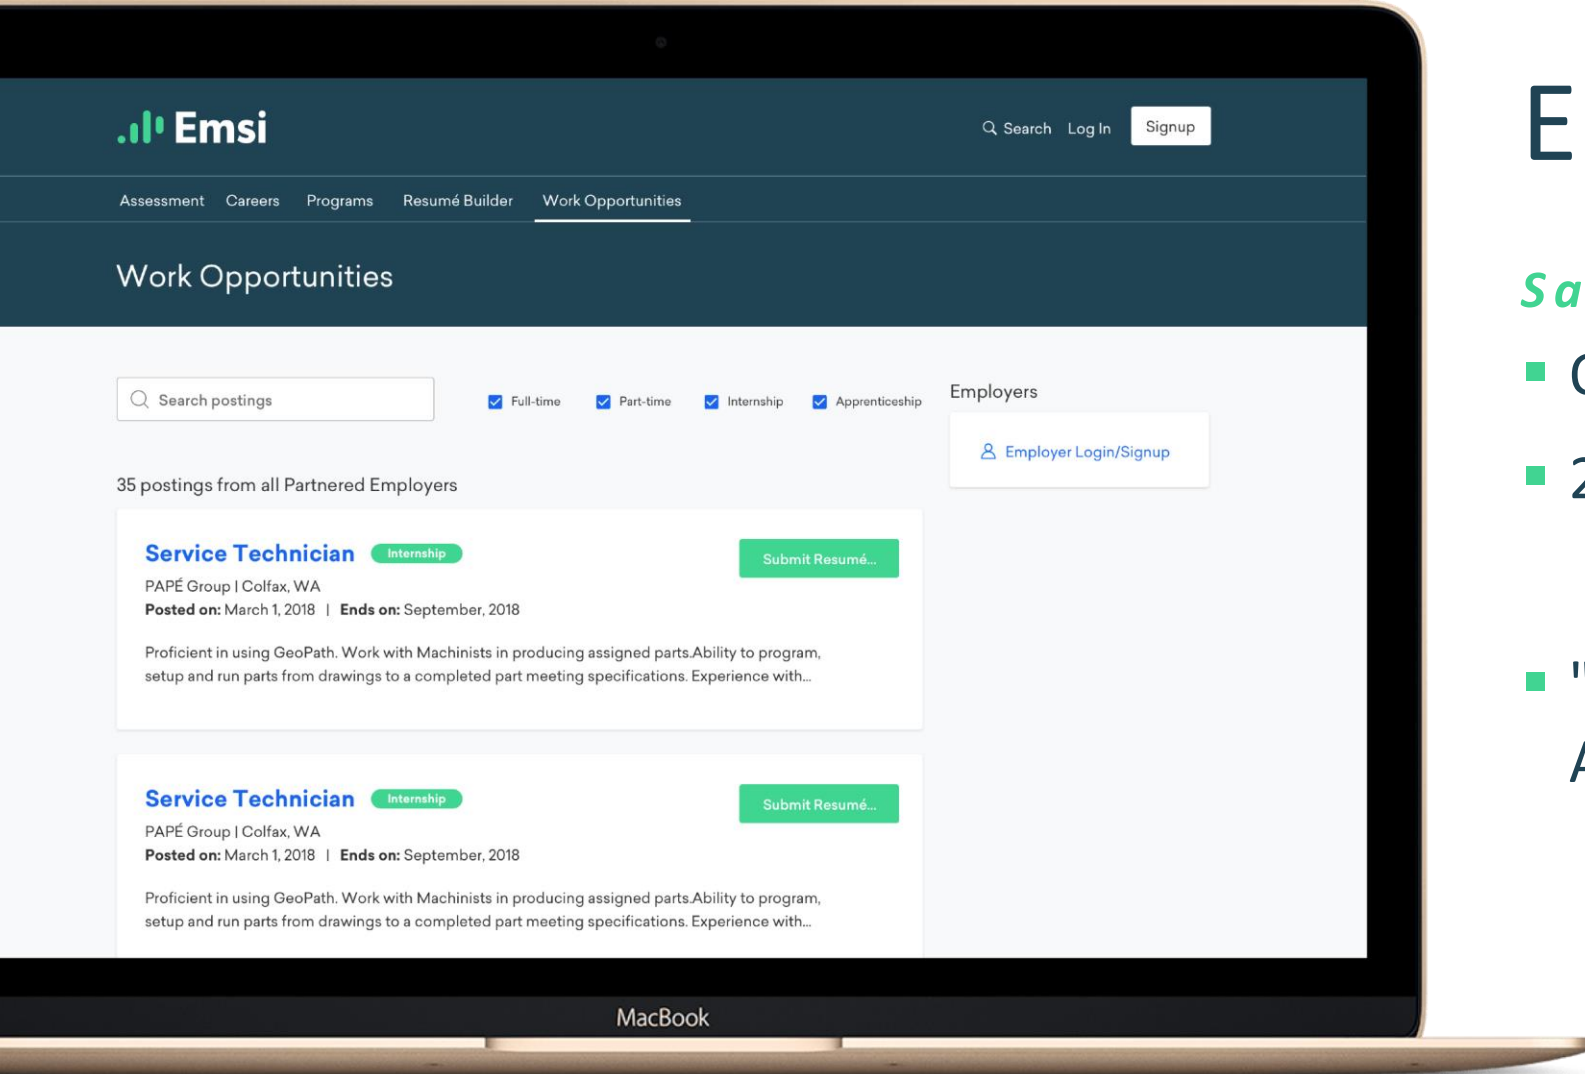 Emsi
Search Log In Signup
Assessment Careers Programs Resumé Builder Work Opportunities
Work Opportunities
Search postings
Full-time Part-time Internship Apprenticeship
Employers
Employer Login/Signup
35 postings from all Partnered Employers
Service Technician Internship
Submit Resumé...
PAPÉ Group | Colfax, WA
Posted on: March 1, 2018 | Ends on: September, 2018
Proficient in using GeoPath. Work with Machinists in producing assigned parts.Ability to program,
setup and run parts from drawings to a completed part meeting specifications. Experience with...
Service Technician Internship
Submit Resumé...
PAPÉ Group | Colfax, WA
Posted on: March 1, 2018 | Ends on: September, 2018
Proficient in using GeoPath. Work with Machinists in producing assigned parts.Ability to program,
setup and run parts from drawings to a completed part meeting specifications. Experience with...
MacBook
E
Sa
2
"
A